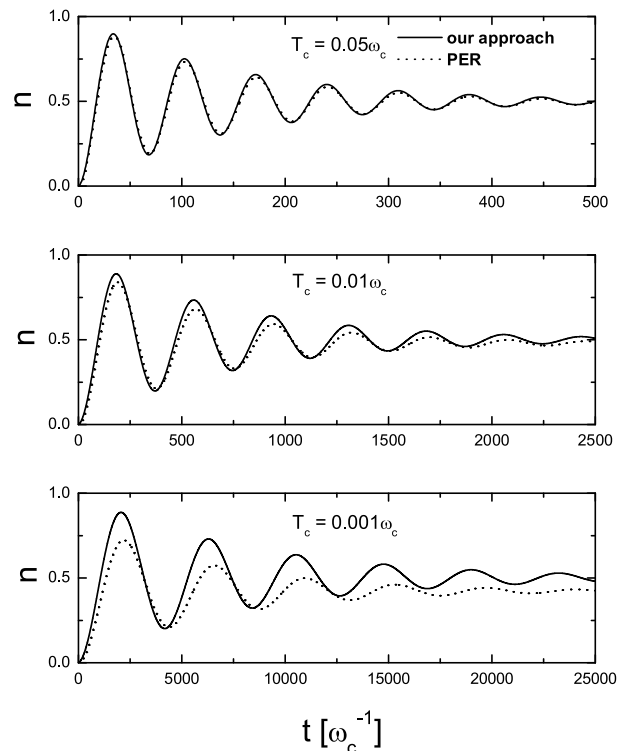 1.0
T_c = 0.05ω_c
our approach
PER
n
0.5
0.0
0 100 200 300 400 500
1.0
T_c = 0.01ω_c
n
0.5
0.0
0 500 1000 1500 2000 2500
1.0
T_c = 0.001ω_c
n
0.5
0.0
0 5000 10000 15000 20000 25000
t [ω_c^-1]